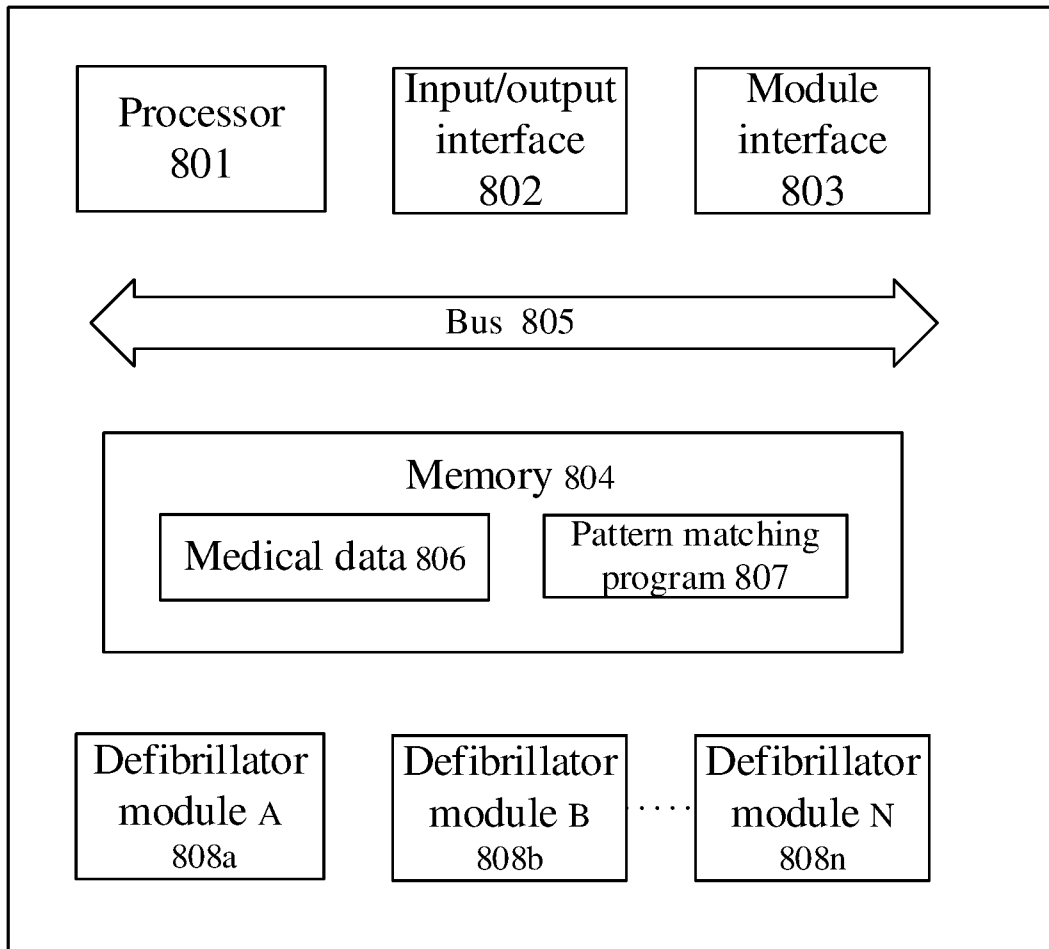 Processor
801
Input/output
interface
802
Module
interface
803
Bus 805
Memory 804
Medical data 806
Pattern matching
program 807
Defibrillator
module A
808a
Defibrillator
module B
808b
.....
Defibrillator
module N
808n